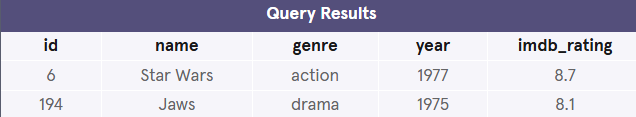 Query Results
id name genre year imdb_rating
6 Star Wars action 1977 8.7
194 Jaws drama 1975 8.1